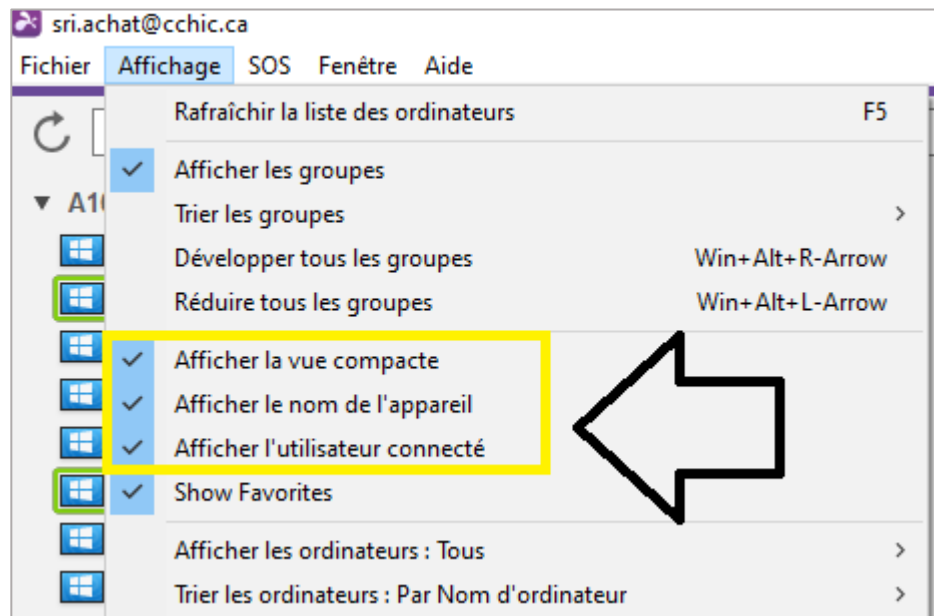 sri.achat@cchic.ca
Fichier Affichage SOS Fenêtre Aide
Rafraîchir la liste des ordinateurs F5
Afficher les groupes
Trier les groupes
Développer tous les groupes Win+Alt+R-Arrow
Réduire tous les groupes Win+Alt+L-Arrow
Afficher la vue compacte
Afficher le nom de l'appareil
Afficher l'utilisateur connecté
Show Favorites
Afficher les ordinateurs : Tous
Trier les ordinateurs : Par Nom d'ordinateur